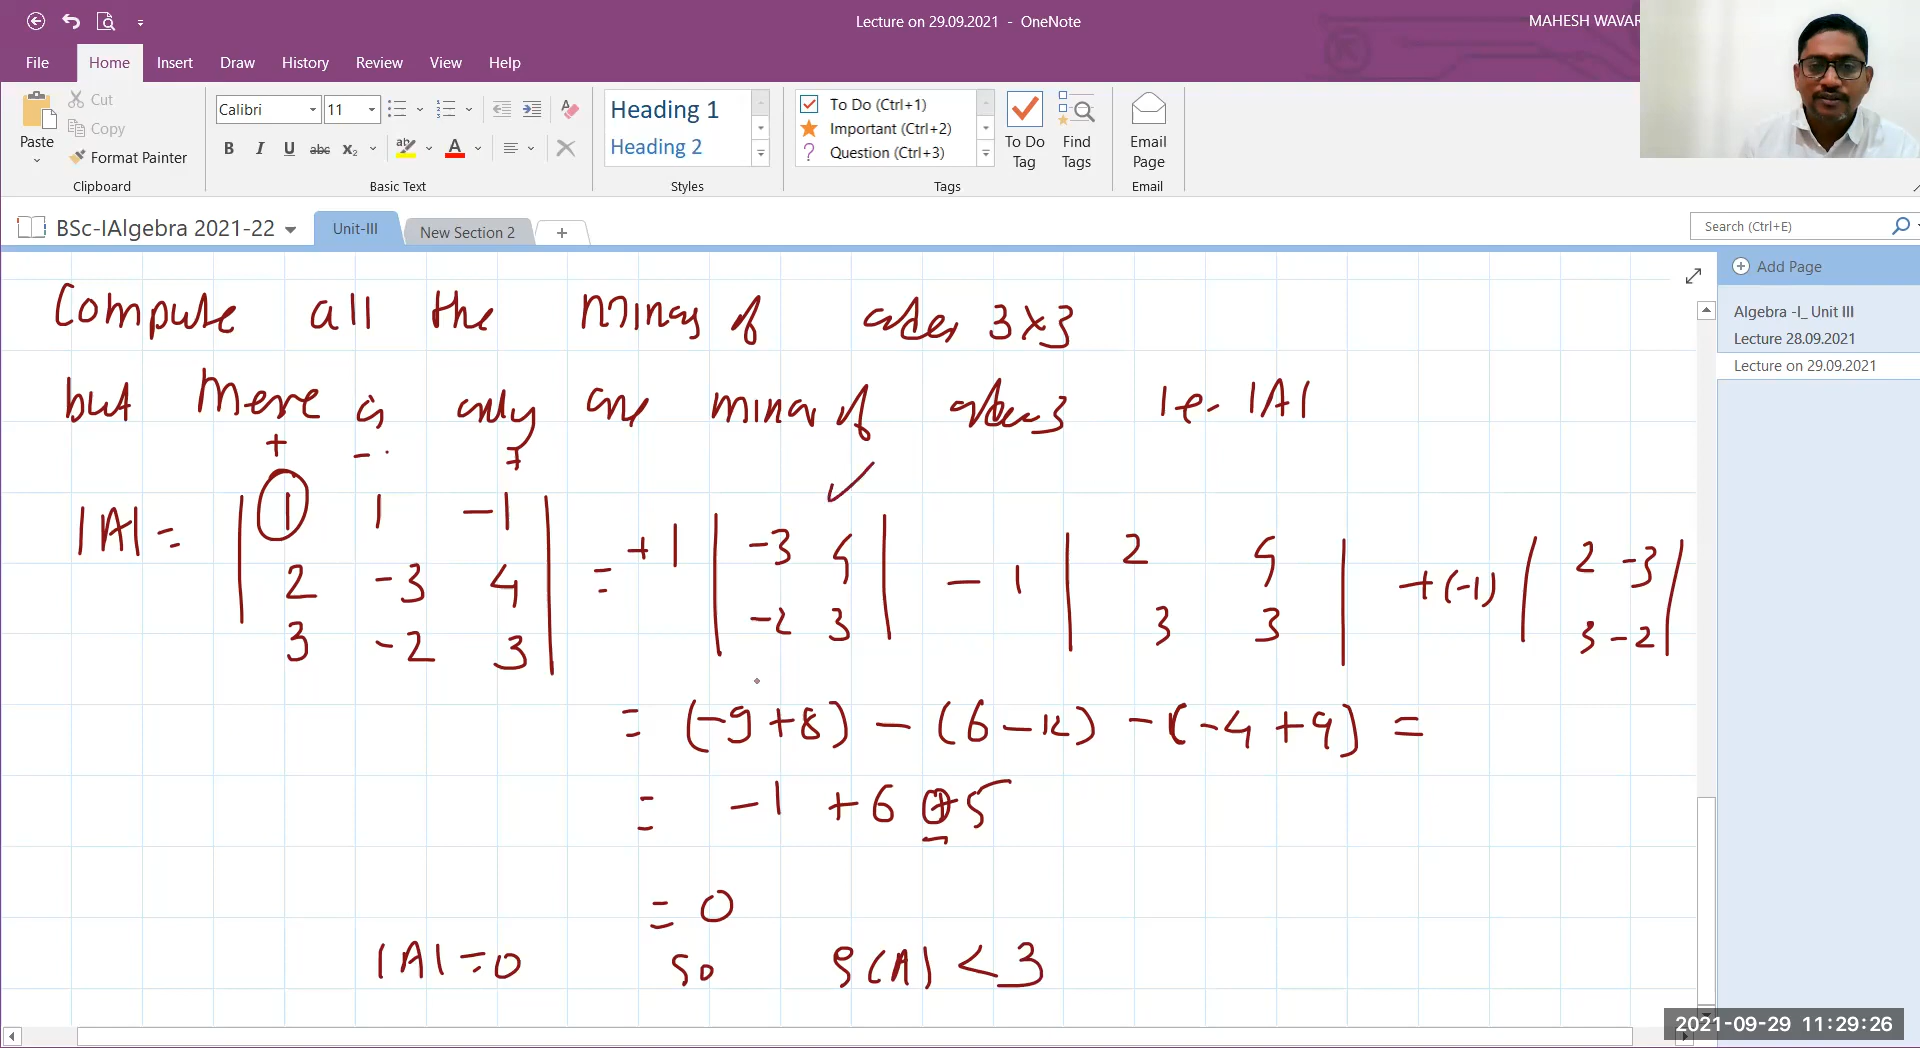 Lecture on 29.09.2021 - OneNote
MAHESH WAVAR
File Home Insert Draw History Review View Help
Paste
Cut
Copy
Format Painter
Clipboard
Calibri 11
B I U abc x₂ ab A
Basic Text
Heading 1
Heading 2
Styles
To Do (Ctrl+1)
Important (Ctrl+2)
? Question (Ctrl+3)
Tags
To Do Tag
Find Tags
Email Page
Email
BSc-IAlgebra 2021-22
Unit-III
New Section 2
+
Search (Ctrl+E)
Add Page
Algebra -I_ Unit III
Lecture 28.09.2021
Lecture on 29.09.2021
Compute all the Minors of order 3×3
but there is only one minor of order 3 i.e. |A|
+ - +
|A| = | 1 1 -1 | = +1 | -3 4 | - 1 | 2 4 | + (-1) | 2 -3 |
| 2 -3 4 | | -2 3 | | 3 3 | | 3 -2 |
| 3 -2 3 |
= (-9+8) - (6-12) - (-4+9) =
= -1 +6 5
= 0
|A| = 0 so ρ(A) < 3
2021-09-29 11:29:26